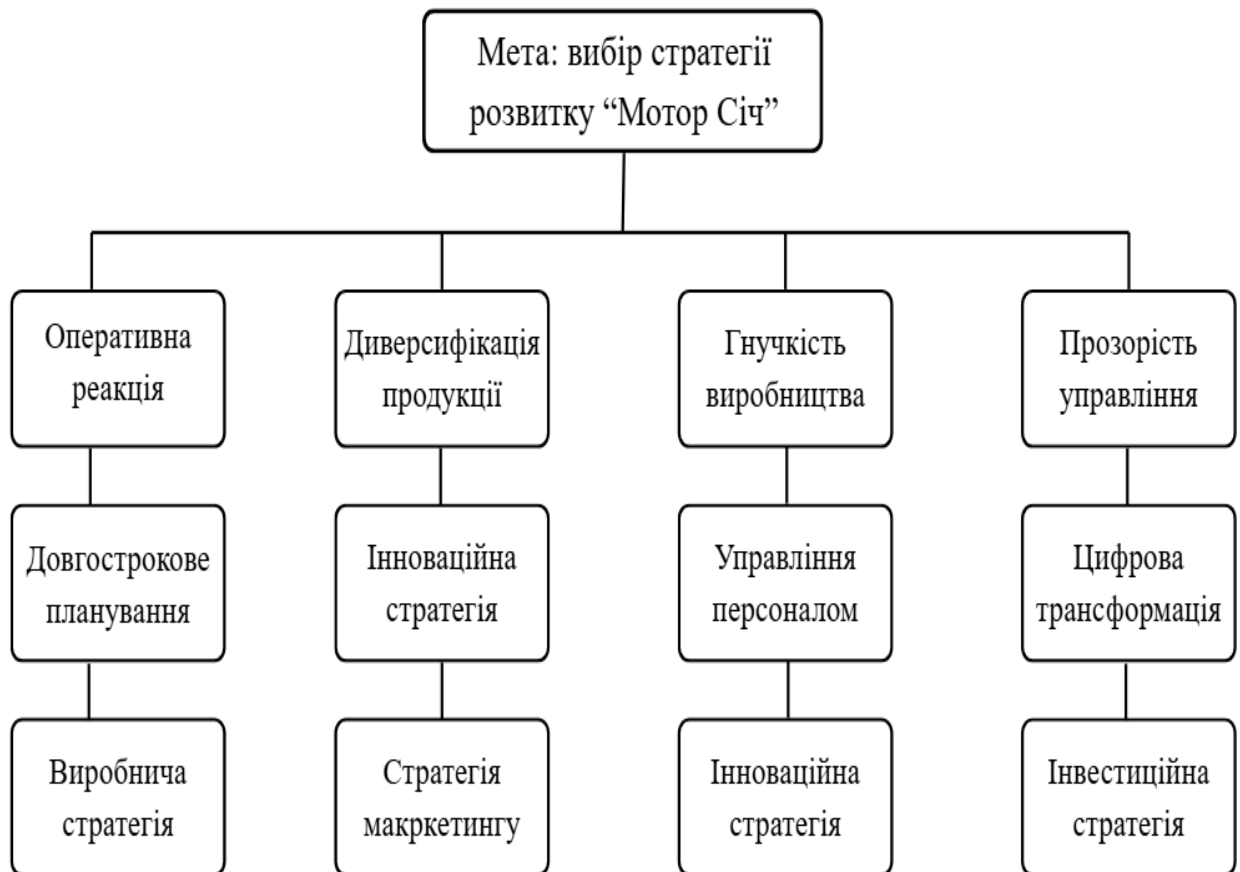 Мета: вибір стратегії
розвитку “Мотор Січ”
Оперативна
реакція
Диверсифікація
продукції
Гнучкість
виробництва
Прозорість
управління
Довгострокове
планування
Інноваційна
стратегія
Управління
персоналом
Цифрова
трансформація
Виробнича
стратегія
Стратегія
макркетингу
Інноваційна
стратегія
Інвестиційна
стратегія